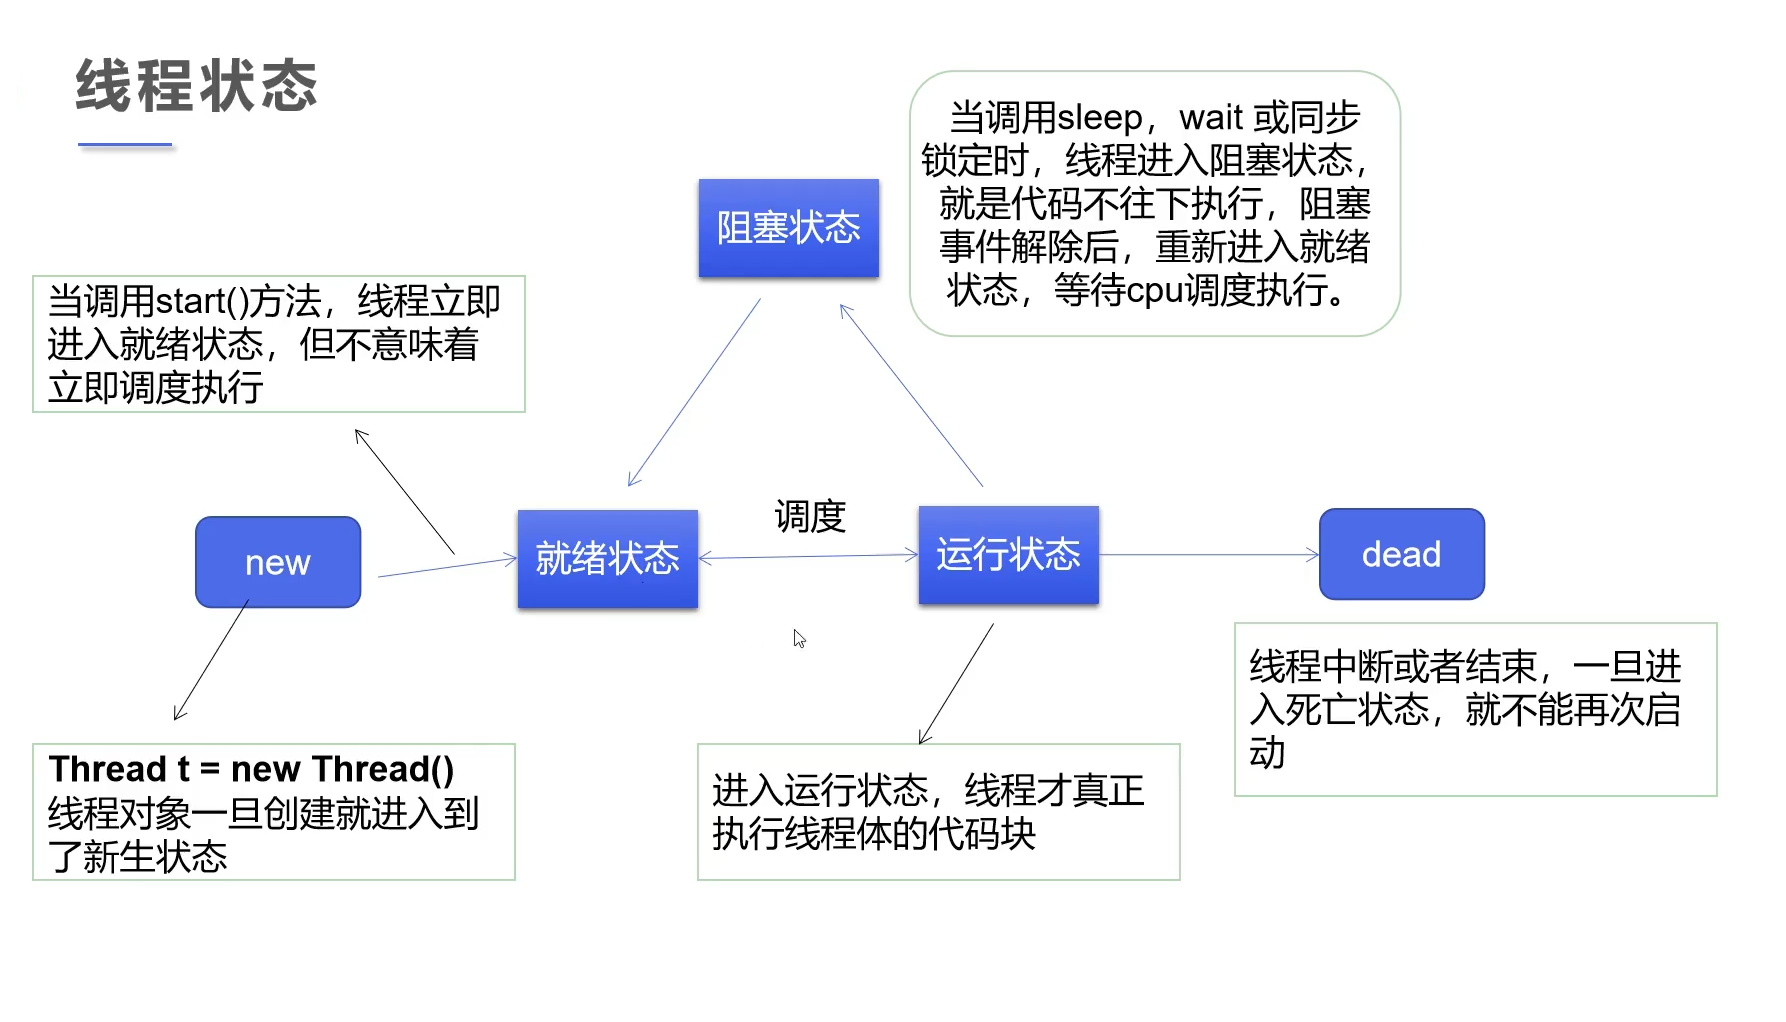 线程状态
当调用sleep，wait 或同步
锁定时，线程进入阻塞状态，
就是代码不往下执行，阻塞
事件解除后，重新进入就绪
状态，等待cpu调度执行。
阻塞状态
当调用start()方法，线程立即
进入就绪状态，但不意味着
立即调度执行
调度
new
就绪状态
运行状态
dead
线程中断或者结束，一旦进
入死亡状态，就不能再次启
动
Thread t = new Thread()
线程对象一旦创建就进入到
了新生状态
进入运行状态，线程才真正
执行线程体的代码块